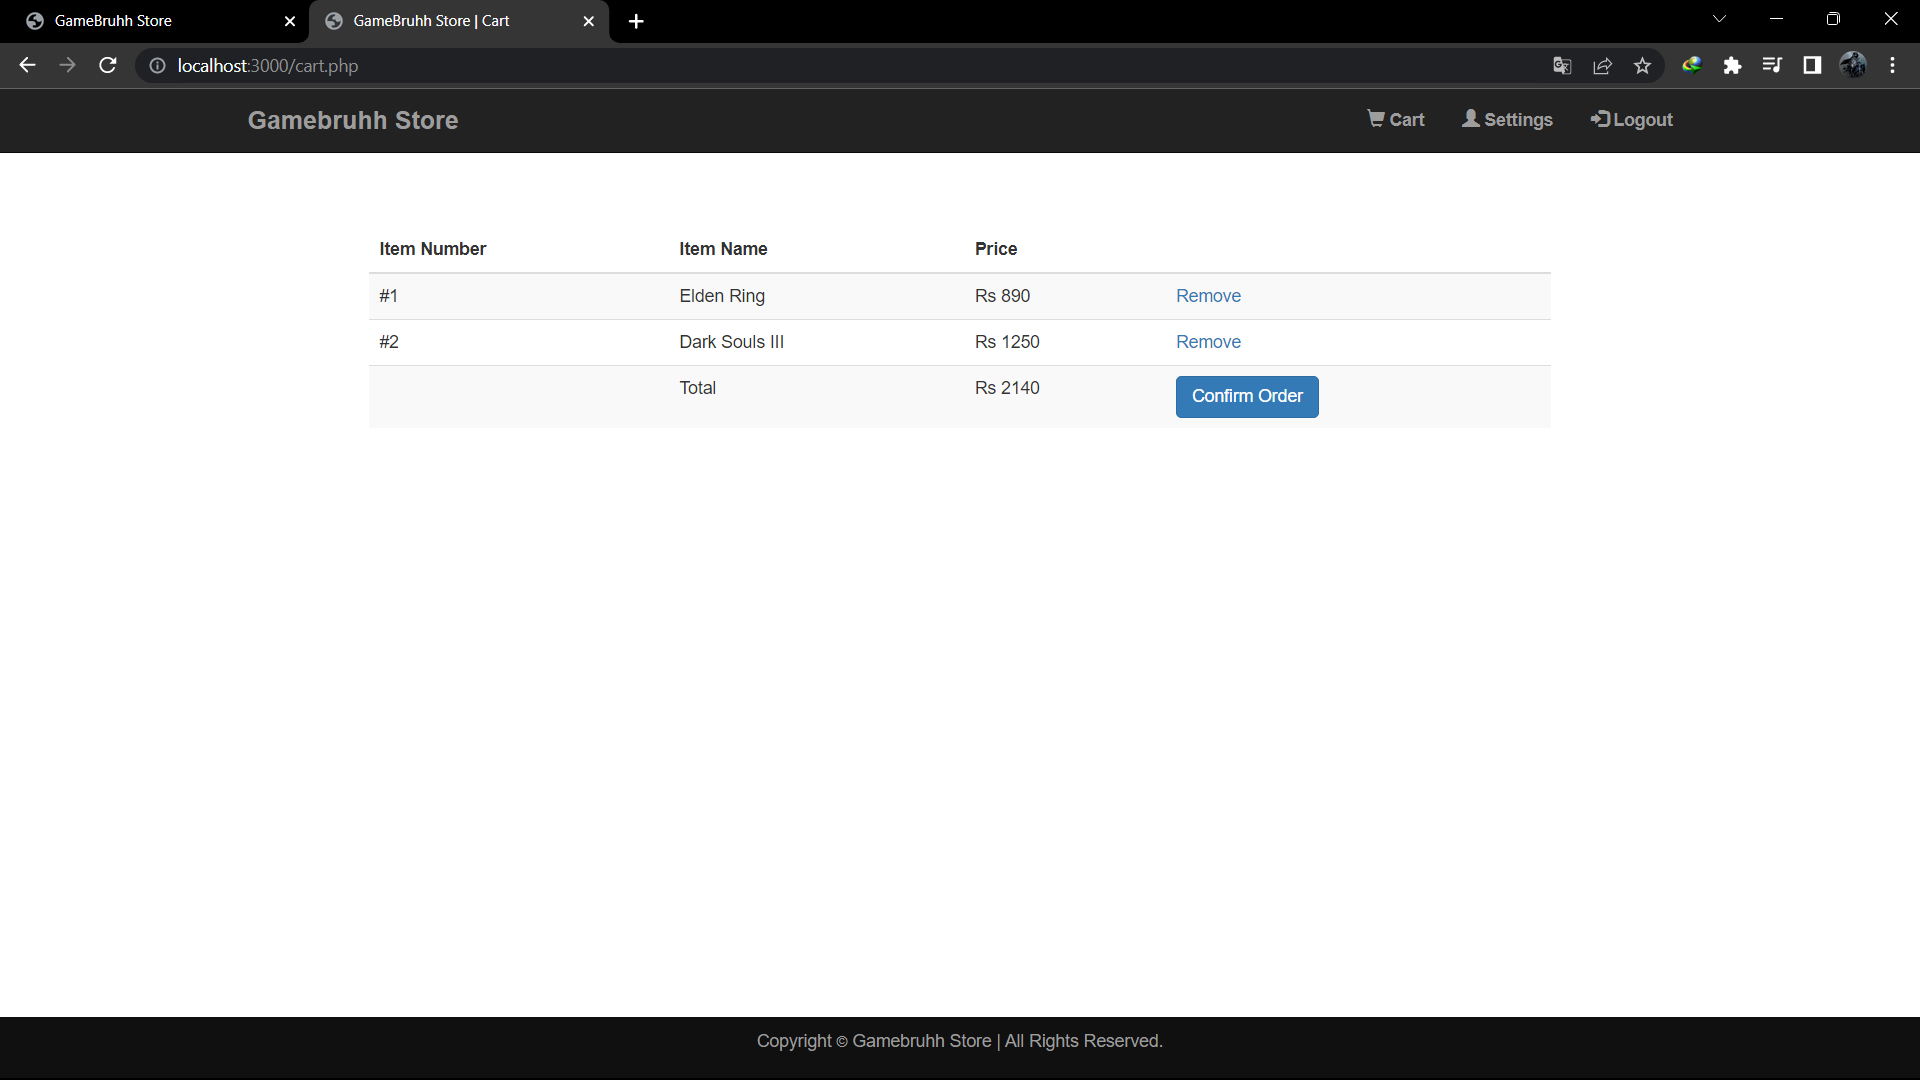 GameBruhh Store
GameBruhh Store | Cart
localhost:3000/cart.php
Gamebruhh Store
Cart
Settings
Logout
Item Number Item Name Price
#1 Elden Ring Rs 890 Remove
#2 Dark Souls III Rs 1250 Remove
Total Rs 2140 Confirm Order
Copyright © Gamebruhh Store | All Rights Reserved.